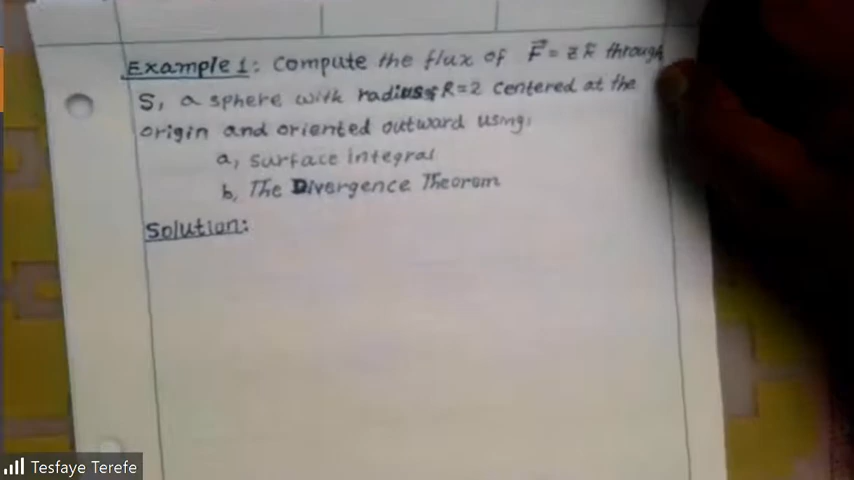 Example 1: Compute the flux of F⃗ = z k⃗ through
S, a sphere with radius R=2 centered at the
origin and oriented outward using:
a, surface integral
b, The Divergence Theorem
Solution:
Tesfaye Terefe